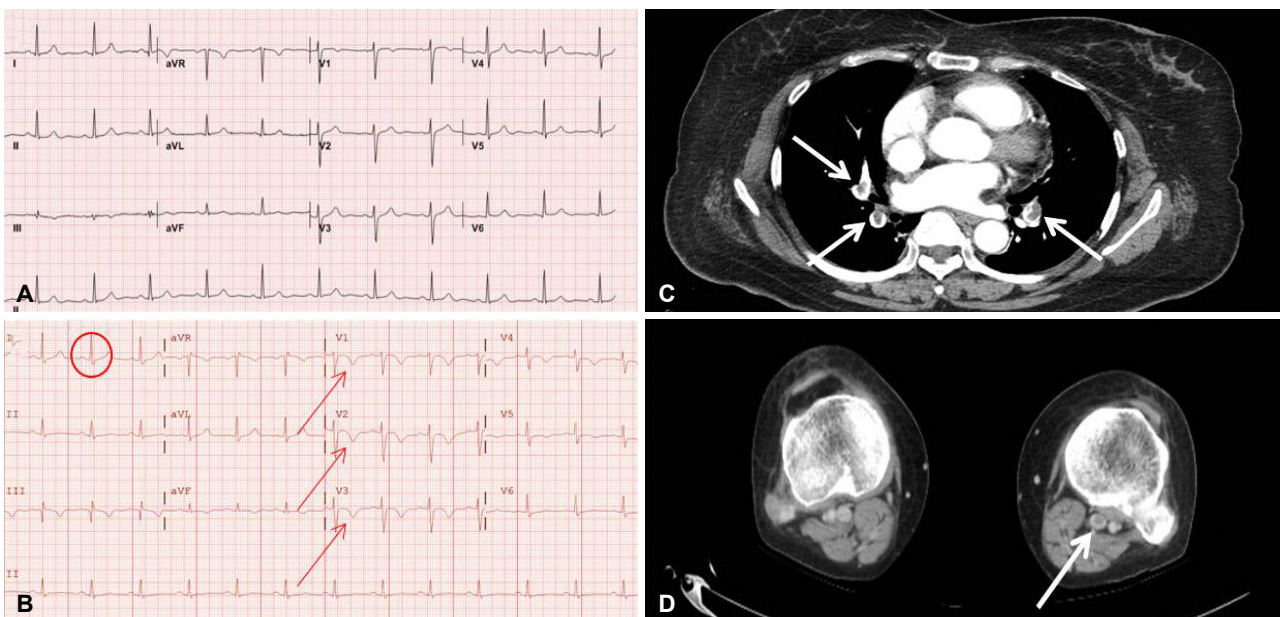 I aVR V1 V4
II aVL V2 V5
III aVF V3 V6
II
A
I aVR V1 V4
II aVL V2 V5
III aVF V3 V6
II
B
C
D